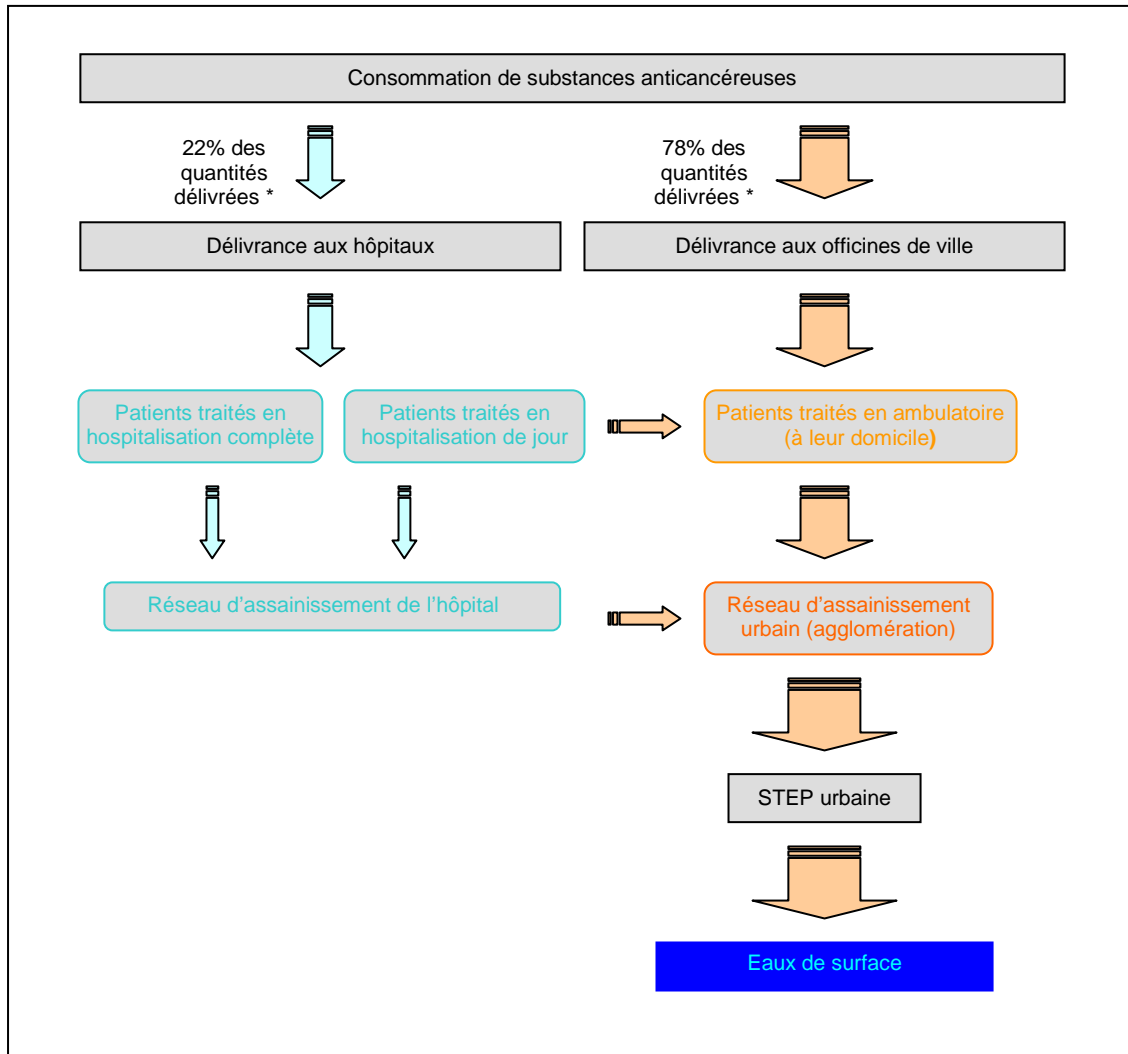 Consommation de substances anticancéreuses
22% des
quantités
délivrées *
78% des
quantités
délivrées *
Délivrance aux hôpitaux
Délivrance aux officines de ville
Patients traités en
hospitalisation complète
Patients traités en
hospitalisation de jour
Patients traités en ambulatoire
(à leur domicile)
Réseau d'assainissement de l'hôpital
Réseau d'assainissement
urbain (agglomération)
STEP urbaine
Eaux de surface